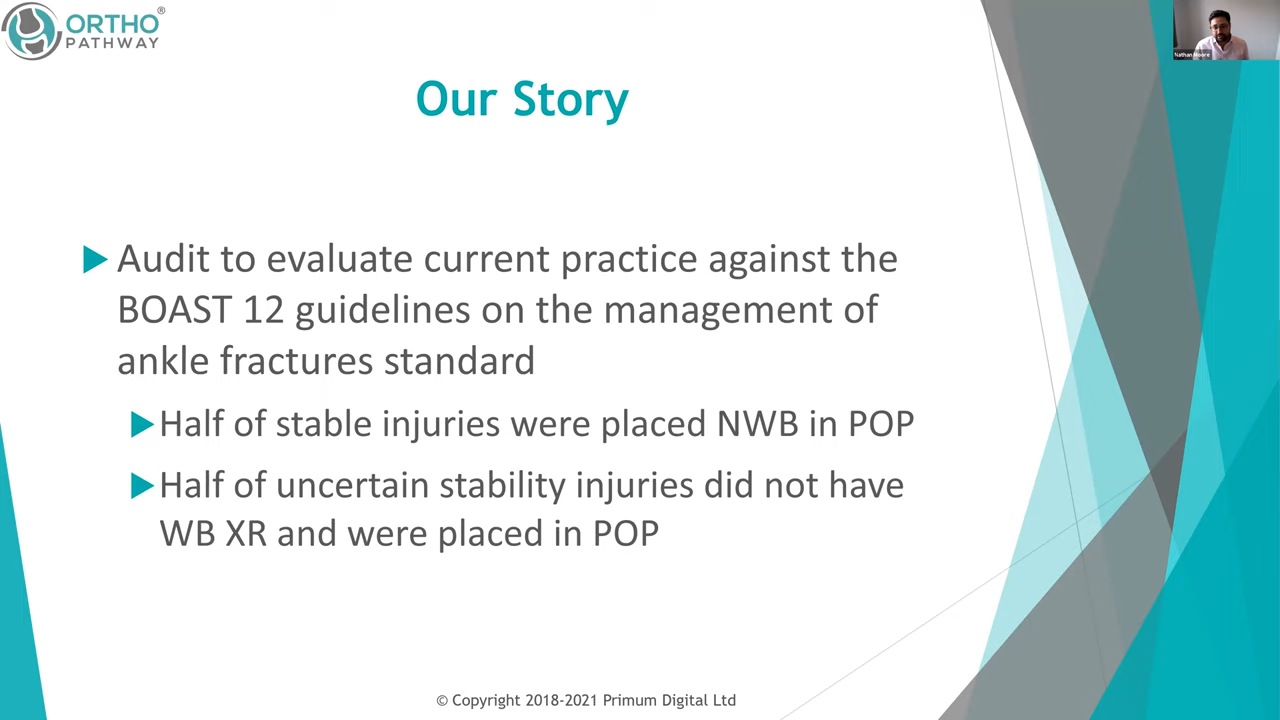 ORTHO®
PATHWAY
Nathan Moore
Our Story
Audit to evaluate current practice against the
BOAST 12 guidelines on the management of
ankle fractures standard
Half of stable injuries were placed NWB in POP
Half of uncertain stability injuries did not have
WB XR and were placed in POP
© Copyright 2018-2021 Primum Digital Ltd